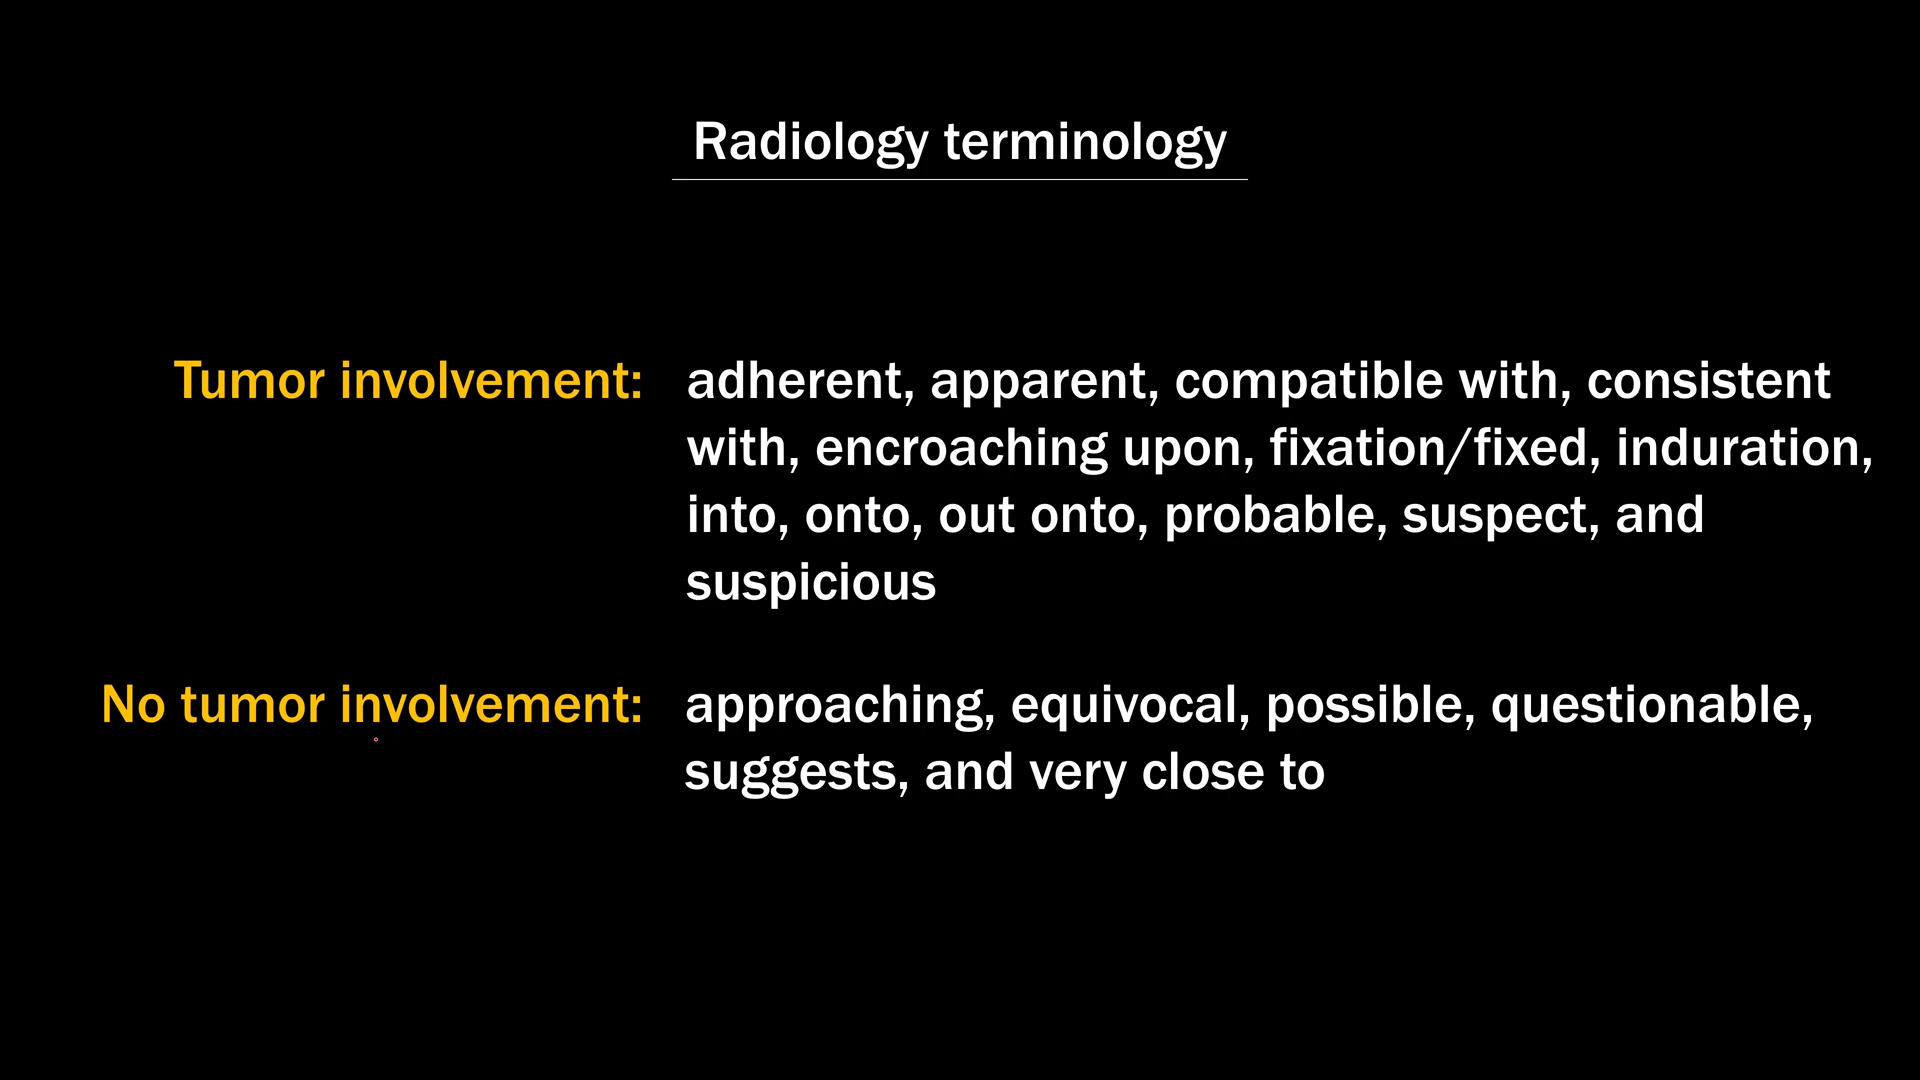 Radiology terminology
Tumor involvement: adherent, apparent, compatible with, consistent
with, encroaching upon, fixation/fixed, induration,
into, onto, out onto, probable, suspect, and
suspicious
No tumor involvement: approaching, equivocal, possible, questionable,
suggests, and very close to